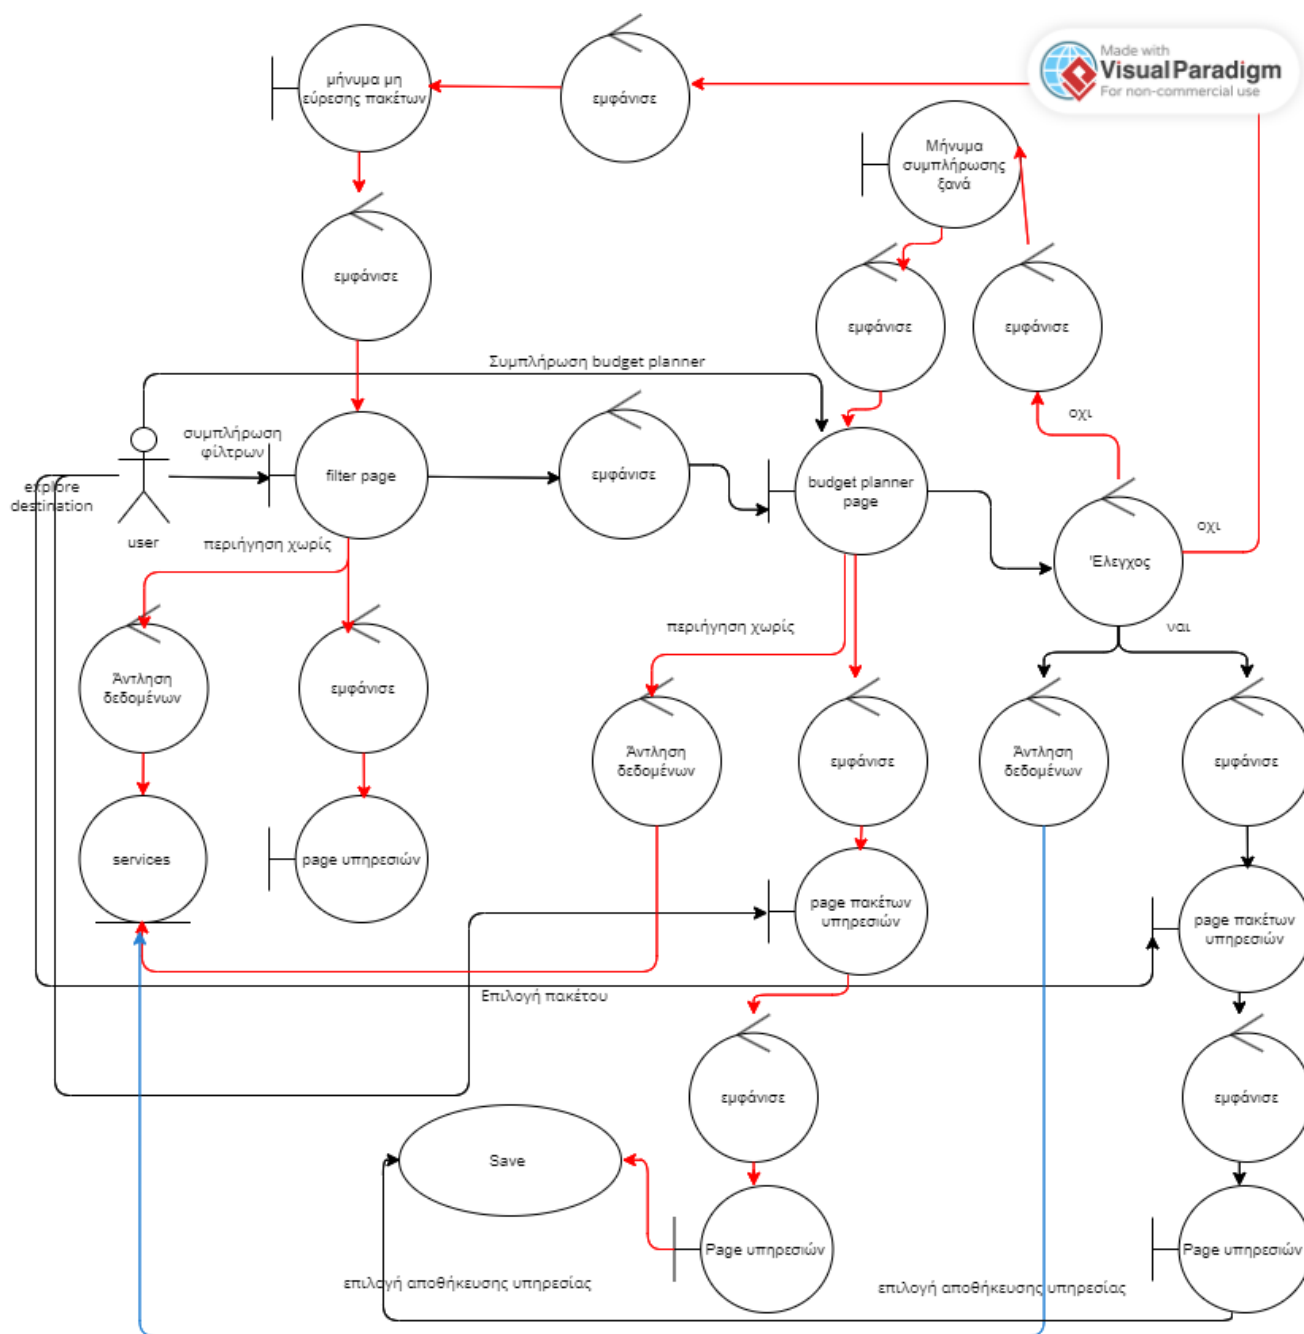 Made with
Visual Paradigm
For non-commercial use
μήνυμα μη
εύρεσης πακέτων
εμφάνισε
Μήνυμα
συμπλήρωσης
ξανά
εμφάνισε
εμφάνισε
εμφάνισε
Συμπλήρωση budget planner
οχι
συμπλήρωση
φίλτρων
filter page
εμφάνισε
budget planner
page
explore
destination
user
οχι
περιήγηση χωρίς
Έλεγχος
περιήγηση χωρίς
ναι
Άντληση
δεδομένων
εμφάνισε
Άντληση
δεδομένων
εμφάνισε
Άντληση
δεδομένων
εμφάνισε
services
page υπηρεσιών
page πακέτων
υπηρεσιών
page πακέτων
υπηρεσιών
Επιλογή πακέτου
εμφάνισε
εμφάνισε
Save
Page υπηρεσιών
Page υπηρεσιών
επιλογή αποθήκευσης υπηρεσίας
επιλογή αποθήκευσης υπηρεσίας